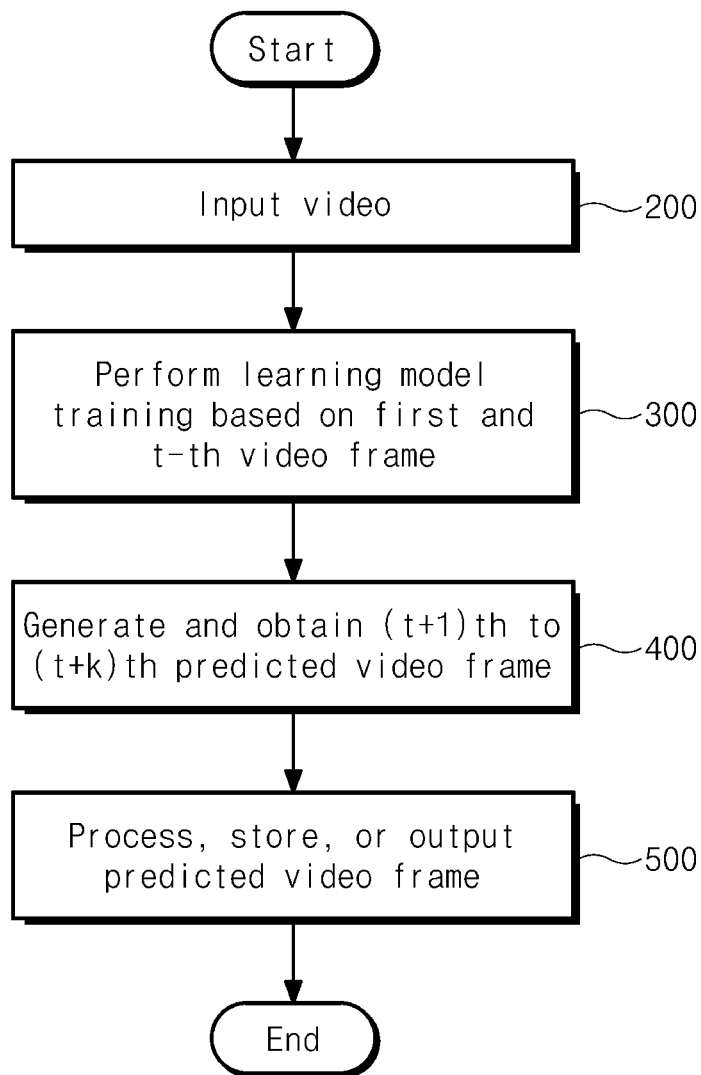 Start
Input video
200
Perform learning model
training based on first and
t-th video frame
300
Generate and obtain (t+1)th to
(t+k)th predicted video frame
400
Process, store, or output
predicted video frame
500
End